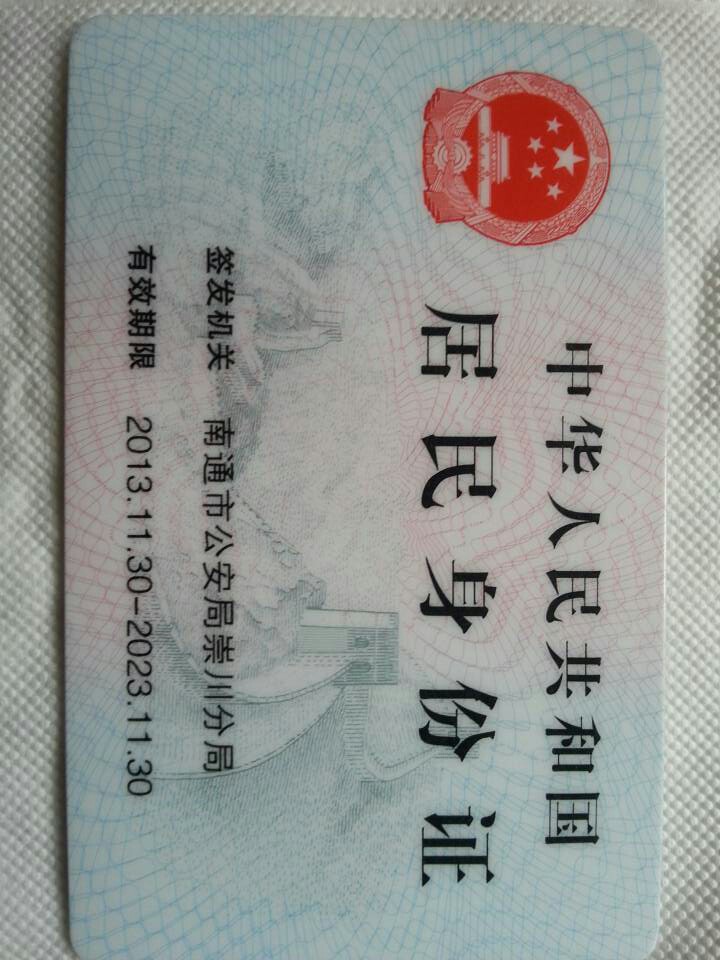 中华人民共和国
居民身份证
签发机关 南通市公安局崇川分局
有效期限 2013.11.30-2023.11.30